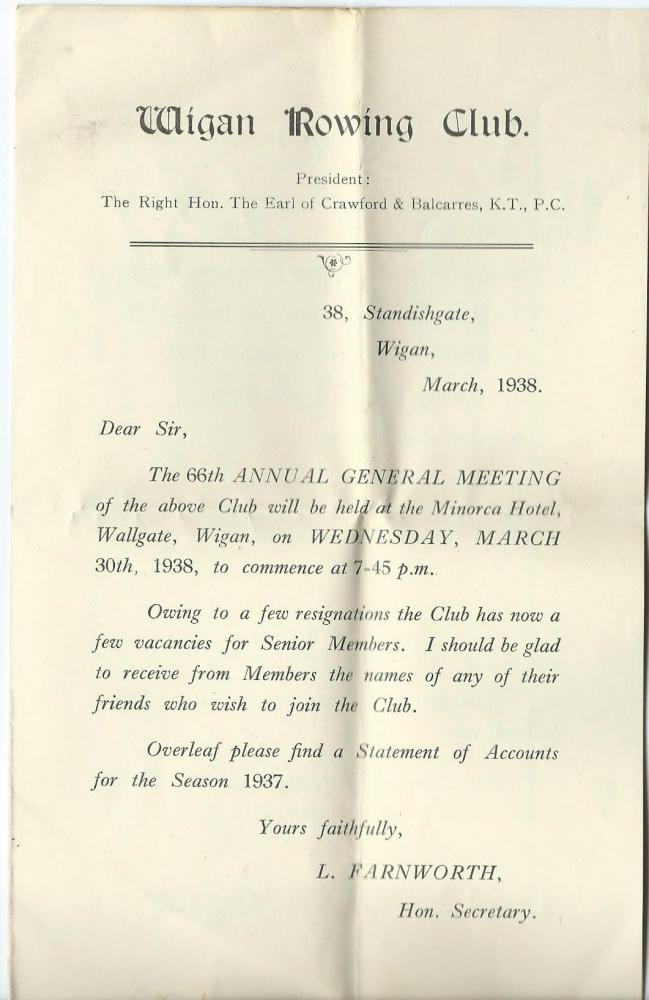 Wigan Rowing Club.
President:
The Right Hon. The Earl of Crawford & Balcarres, K.T., P.C.
38, Standishgate,
Wigan,
March, 1938.
Dear Sir,
The 66th ANNUAL GENERAL MEETING
of the above Club will be held at the Minorca Hotel,
Wallgate, Wigan, on WEDNESDAY, MARCH
30th, 1938, to commence at 7-45 p.m.
Owing to a few resignations the Club has now a
few vacancies for Senior Members. I should be glad
to receive from Members the names of any of their
friends who wish to join the Club.
Overleaf please find a Statement of Accounts
for the Season 1937.
Yours faithfully,
L. FARNWORTH,
Hon. Secretary.